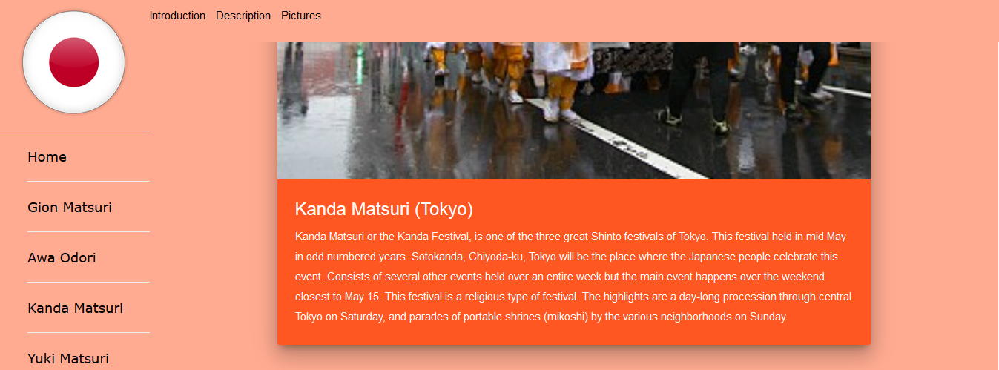 Introduction Description Pictures
Home
Gion Matsuri
Awa Odori
Kanda Matsuri
Yuki Matsuri
Kanda Matsuri (Tokyo)
Kanda Matsuri or the Kanda Festival, is one of the three great Shinto festivals of Tokyo. This festival held in mid May
in odd numbered years. Sotokanda, Chiyoda-ku, Tokyo will be the place where the Japanese people celebrate this
event. Consists of several other events held over an entire week but the main event happens over the weekend
closest to May 15. This festival is a religious type of festival. The highlights are a day-long procession through central
Tokyo on Saturday, and parades of portable shrines (mikoshi) by the various neighborhoods on Sunday.